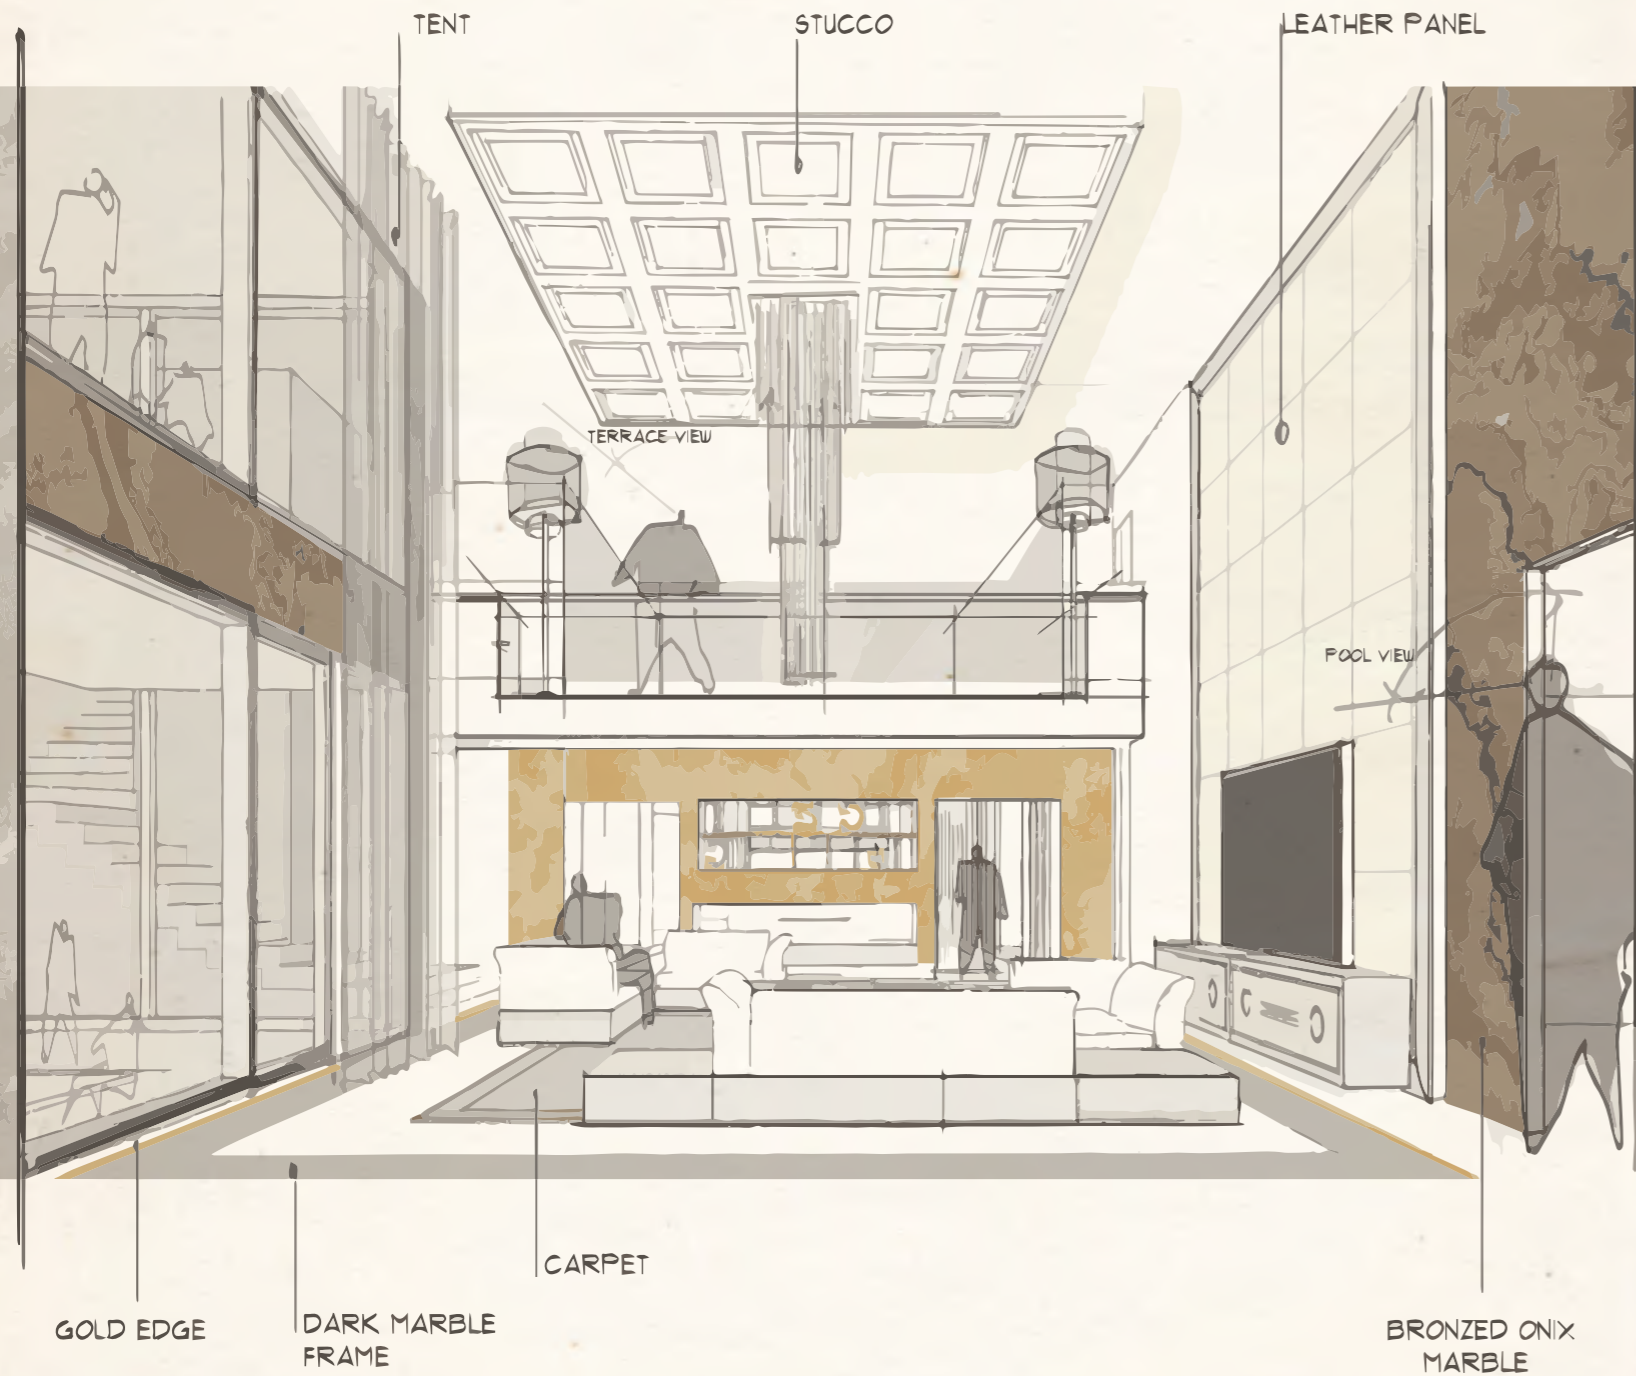 TENT
STUCCO
LEATHER PANEL
TERRACE VIEW
POOL VIEW
CARPET
GOLD EDGE
DARK MARBLE
FRAME
BRONZED ONIX
MARBLE